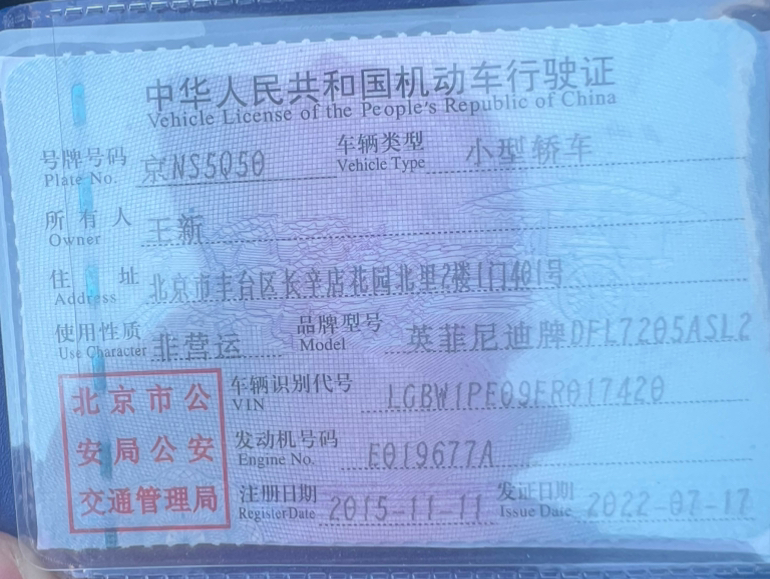 中华人民共和国机动车行驶证
Vehicle License of the People's Republic of China
号牌号码 京NS5Q50 车辆类型 小型轿车
Plate No. Vehicle Type
所有人 王新
Owner
住址 北京市丰台区长辛店花园北里2楼1门401号
Address
使用性质 非营运 品牌型号 英菲尼迪牌DFL7205ASL2
Use Character Model
北京市公安局公安交通管理局
车辆识别代号 LGBW1PE09FR017420
VIN
发动机号码 E019677A
Engine No.
注册日期 2015-11-11 发证日期 2022-07-17
Register Date Issue Date